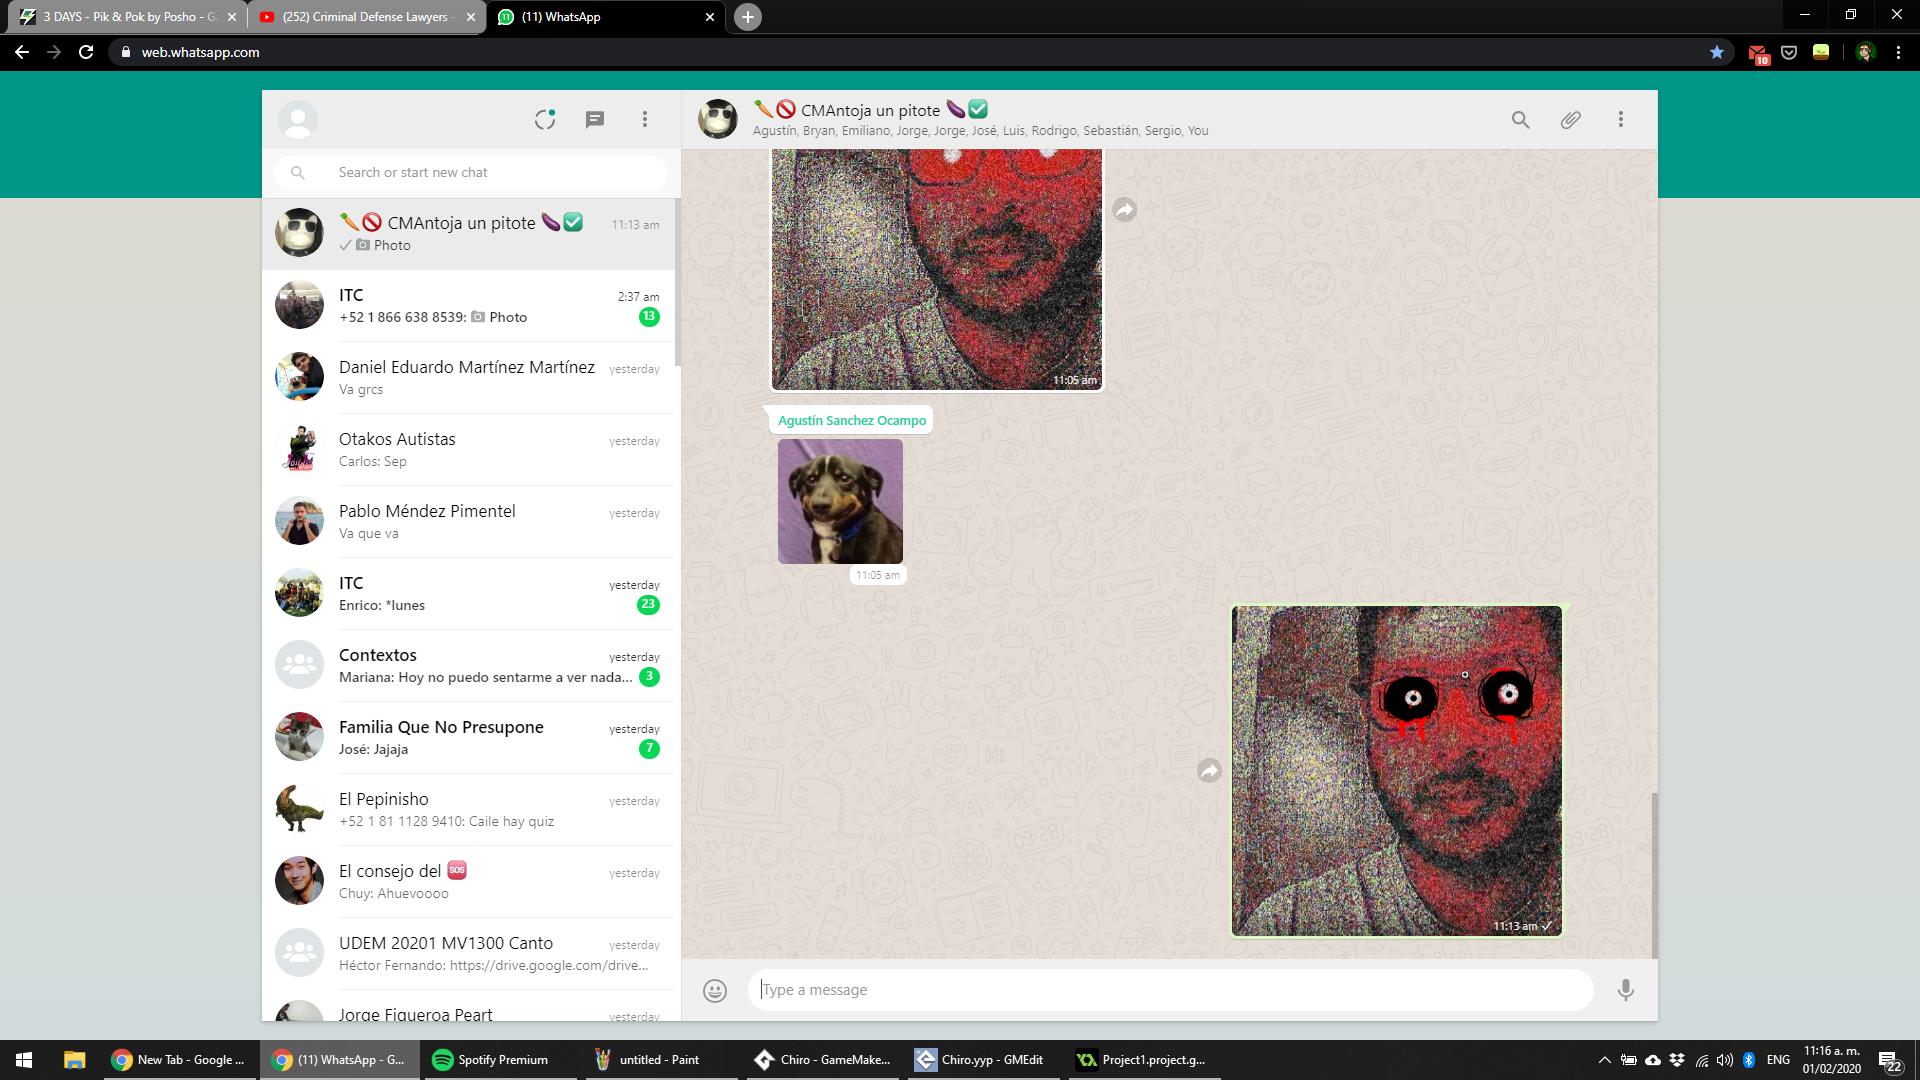 3 DAYS - Pik & Pok by Posho - G
(252) Criminal Defense Lawyers -
(11) WhatsApp
web.whatsapp.com
10
🥕🚫 CMAntoja un pitote 🍆✅
Agustín, Bryan, Emiliano, Jorge, Jorge, José, Luis, Rodrigo, Sebastián, Sergio, You
Search or start new chat
🥕🚫 CMAntoja un pitote 🍆✅ 11:13 am
Photo
ITC 2:37 am
+52 1 866 638 8539: Photo 13
Daniel Eduardo Martínez Martínez yesterday
Va grcs
Otakos Autistas yesterday
Carlos: Sep
Pablo Méndez Pimentel yesterday
Va que va
ITC yesterday
Enrico: *lunes 23
Contextos yesterday
Mariana: Hoy no puedo sentarme a ver nada... 3
Familia Que No Presupone yesterday
José: Jajaja 7
El Pepinisho yesterday
+52 1 81 1128 9410: Caile hay quiz
El consejo del 🆘 yesterday
Chuy: Ahuevoooo
UDEM 20201 MV1300 Canto yesterday
Héctor Fernando: https://drive.google.com/drive...
Jorge Figueroa Peart yesterday
11:05 am
Agustín Sanchez Ocampo
11:05 am
11:13 am
Type a message
New Tab - Google ...
(11) WhatsApp - G...
Spotify Premium
untitled - Paint
Chiro - GameMake...
Chiro.yyp - GMEdit
Project1.project.g...
ENG
11:16 a. m.
01/02/2020
22